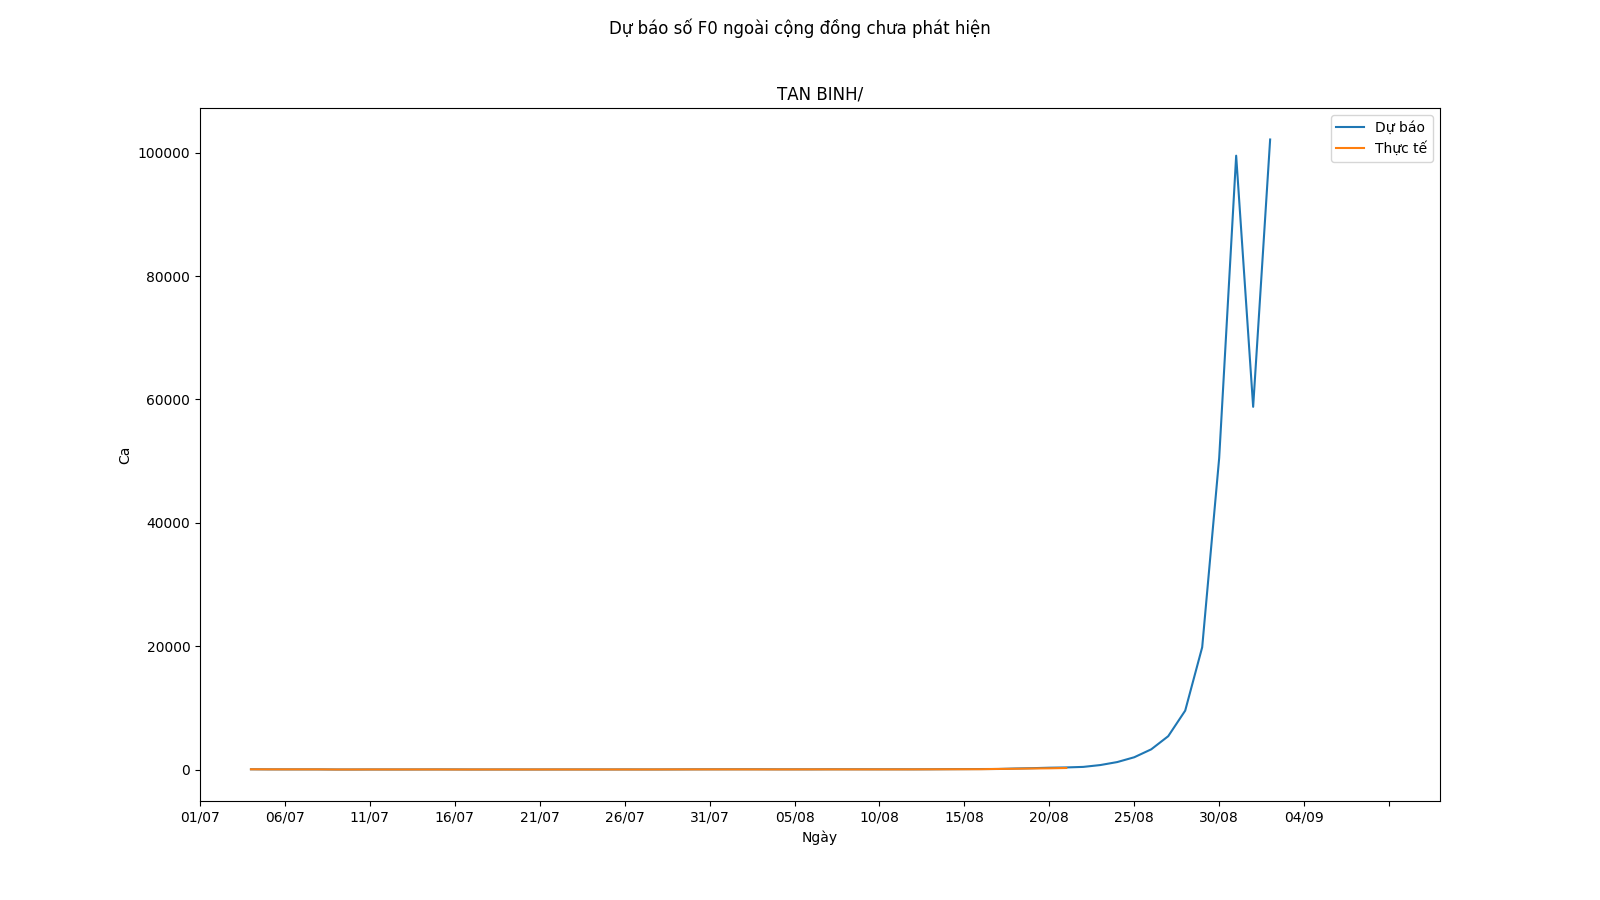 Dự báo số F0 ngoài cộng đồng chưa phát hiện
TAN BINH/
Dự báo
Thực tế
100000
80000
60000
40000
20000
0
Ca
01/07 06/07 11/07 16/07 21/07 26/07 31/07 05/08 10/08 15/08 20/08 25/08 30/08 04/09
Ngày